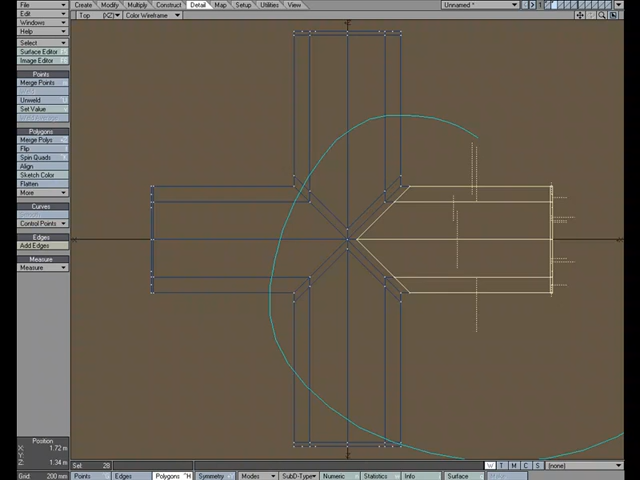 File Create Modify Multiply Construct Detail Map Setup Utilities View Unnamed * 1
Edit Top (XZ) Color Wireframe
Windows
Help
Select
Surface Editor
Image Editor
Points
Merge Points
Unweld
Set Value
Polygons
Merge Polys
Flip
Spin Quads
Align
Sketch Color
Flatten
More
Curves
Control Points
Edges
Add Edges
Measure
Measure
Position
X: 1.72 m
Y:
Z: 1.34 m Sel: 28 W T M C S (none)
Grid: 200 mm Points Edges Polygons ^H Symmetry Modes SubD-Type Numeric Statistics Info Surface